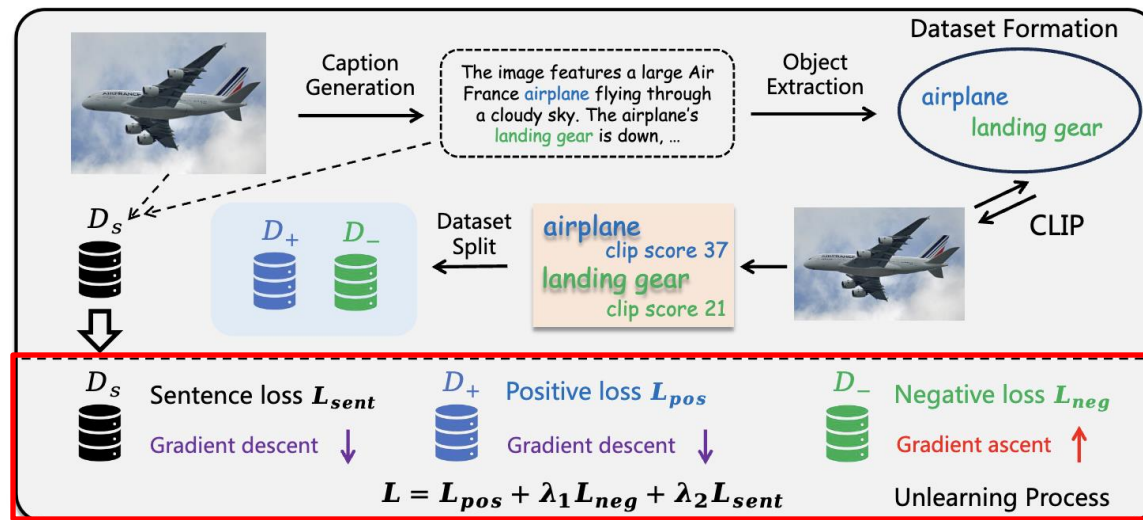 Dataset Formation
Caption
Generation
The image features a large Air
France airplane flying through
a cloudy sky. The airplane's
landing gear is down, ...
Object
Extraction
airplane
landing gear
AIRFRANCE
D_s
D_+
D_-
Dataset
Split
airplane
clip score 37
landing gear
clip score 21
CLIP
D_s
Sentence loss L_sent
Gradient descent ↓
D_+
Positive loss L_pos
Gradient descent ↓
D_-
Negative loss L_neg
Gradient ascent ↑
L = L_pos + λ_1 L_neg + λ_2 L_sent
Unlearning Process